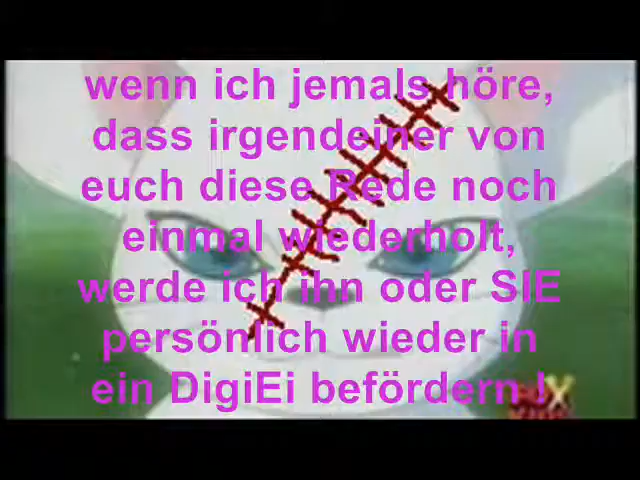 wenn ich jemals höre,
dass irgendeiner von
euch diese Rede noch
einmal wiederholt,
werde ich ihn oder SIE
persönlich wieder in
ein DigiEi befördern !
FOX